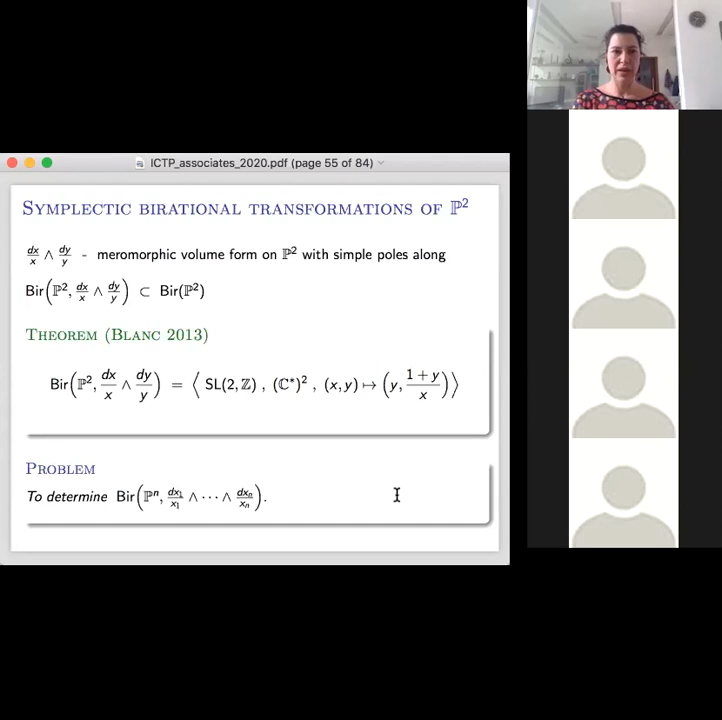 ICTP_associates_2020.pdf (page 55 of 84)
SYMPLECTIC BIRATIONAL TRANSFORMATIONS OF ℙ²
dx/x ∧ dy/y - meromorphic volume form on ℙ² with simple poles along
Bir(ℙ², dx/x ∧ dy/y) ⊂ Bir(ℙ²)
THEOREM (BLANC 2013)
Bir(ℙ², dx/x ∧ dy/y) = ⟨ SL(2, ℤ) , (ℂ*)² , (x, y) ↦ (y, (1 + y)/x) ⟩
PROBLEM
To determine Bir(ℙⁿ, dx₁/x₁ ∧ ⋯ ∧ dxₙ/xₙ).